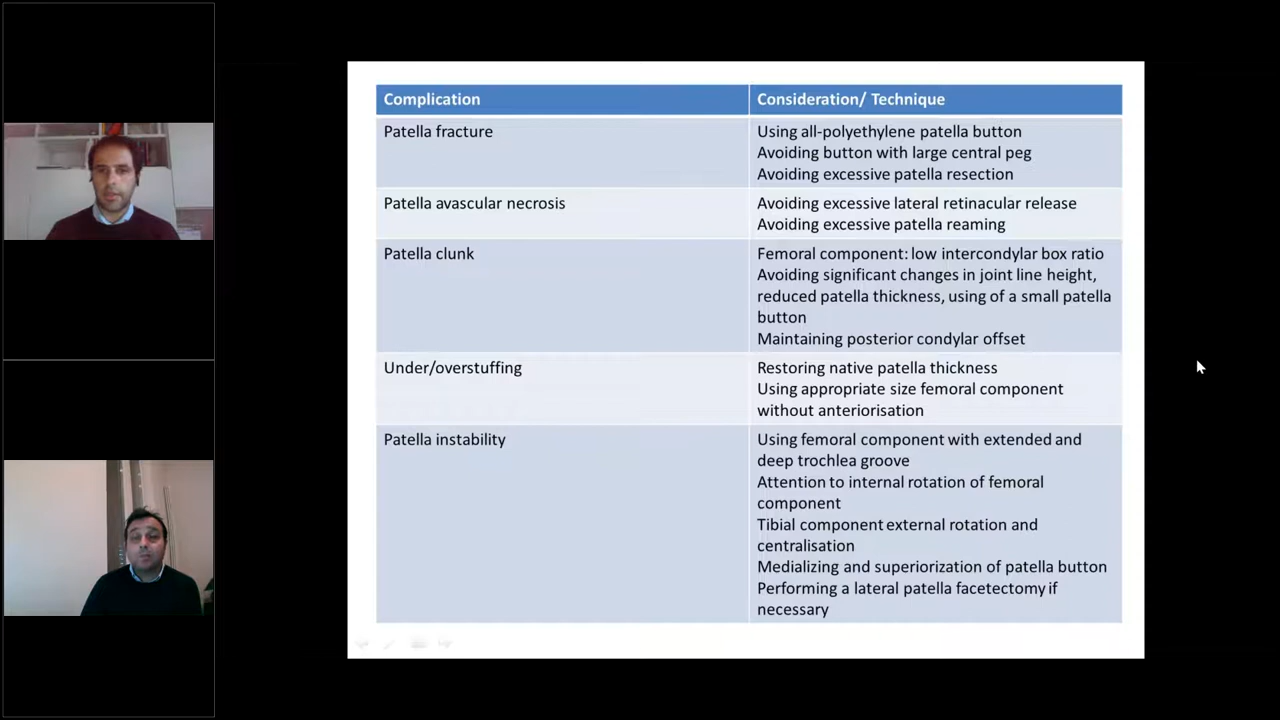 Complication
Consideration/ Technique
Patella fracture
Using all-polyethylene patella button
Avoiding button with large central peg
Avoiding excessive patella resection
Patella avascular necrosis
Avoiding excessive lateral retinacular release
Avoiding excessive patella reaming
Patella clunk
Femoral component: low intercondylar box ratio
Avoiding significant changes in joint line height,
reduced patella thickness, using of a small patella
button
Maintaining posterior condylar offset
Under/overstuffing
Restoring native patella thickness
Using appropriate size femoral component
without anteriorisation
Patella instability
Using femoral component with extended and
deep trochlea groove
Attention to internal rotation of femoral
component
Tibial component external rotation and
centralisation
Medializing and superiorization of patella button
Performing a lateral patella facetectomy if
necessary